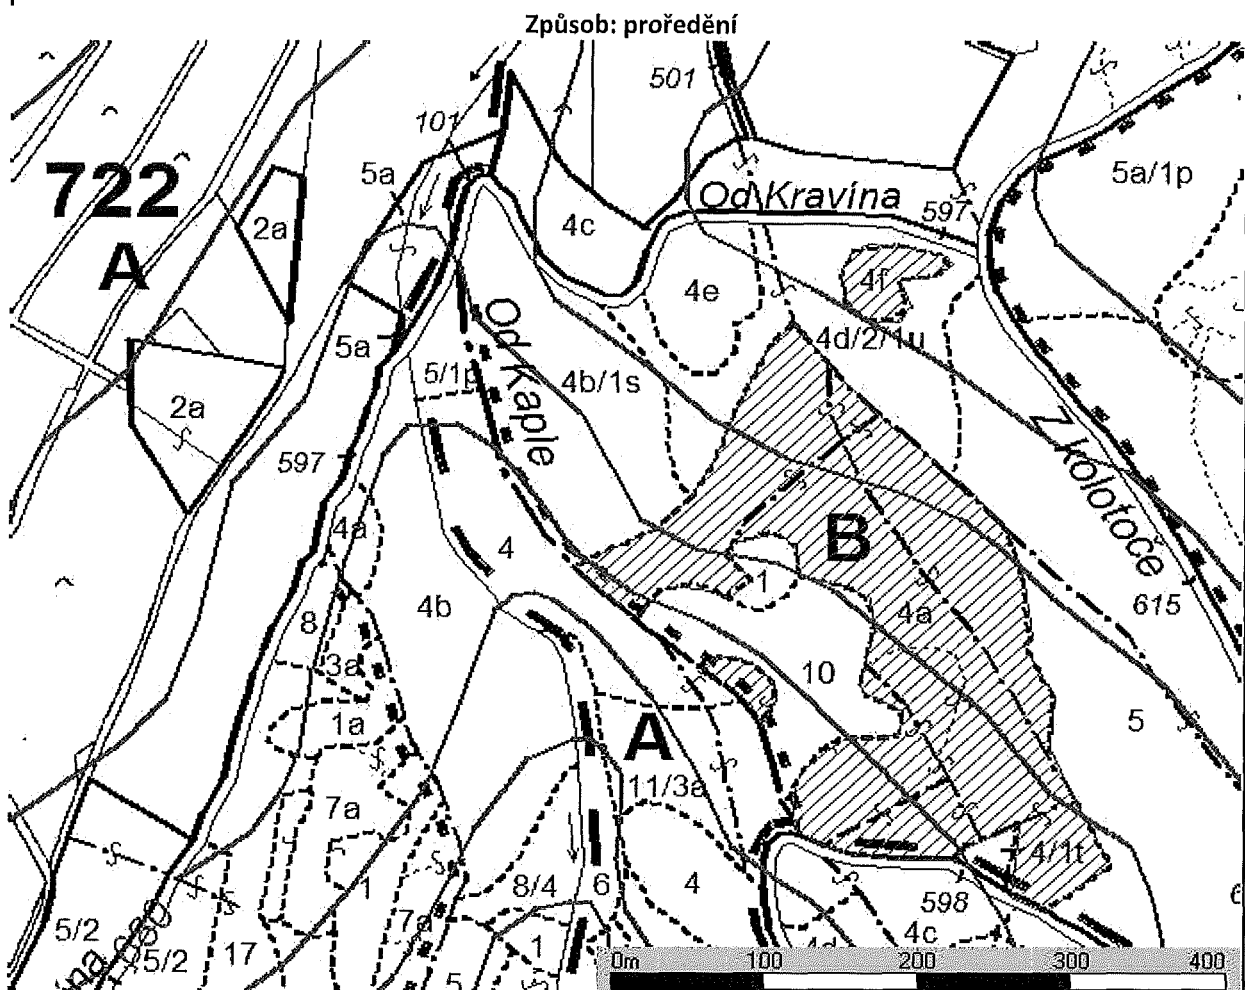 Způsob: proředění
501
101
722
A
5a
2a
4c
Od Kravína
597
5a/1p
4e
4f
Od Kaple
5a
5/1p
4b/1s
4d/2/1u
2a
597
Z kolotoče
4a
4
B
1
4b
4a
615
8
3a
10
1a
A
5
11/3a
7a
4/1t
1
8/4
6
4
598
7a
5/2
5/2
17
1
5
4d
4c
6
0m 100 200 300 400